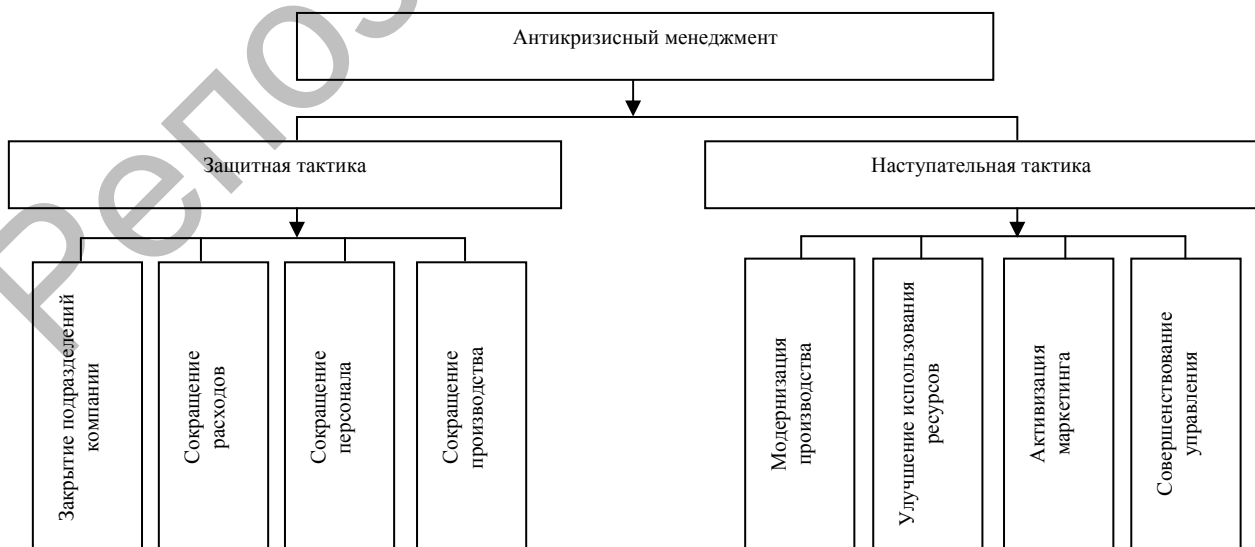 Антикризисный менеджмент
Защитная тактика
Наступательная тактика
Закрытие подразделений
компании
Сокращение
расходов
Сокращение
персонала
Сокращение
производства
Модернизация
производства
Улучшение использования
ресурсов
Активизация
маркетинга
Совершенствование
управления